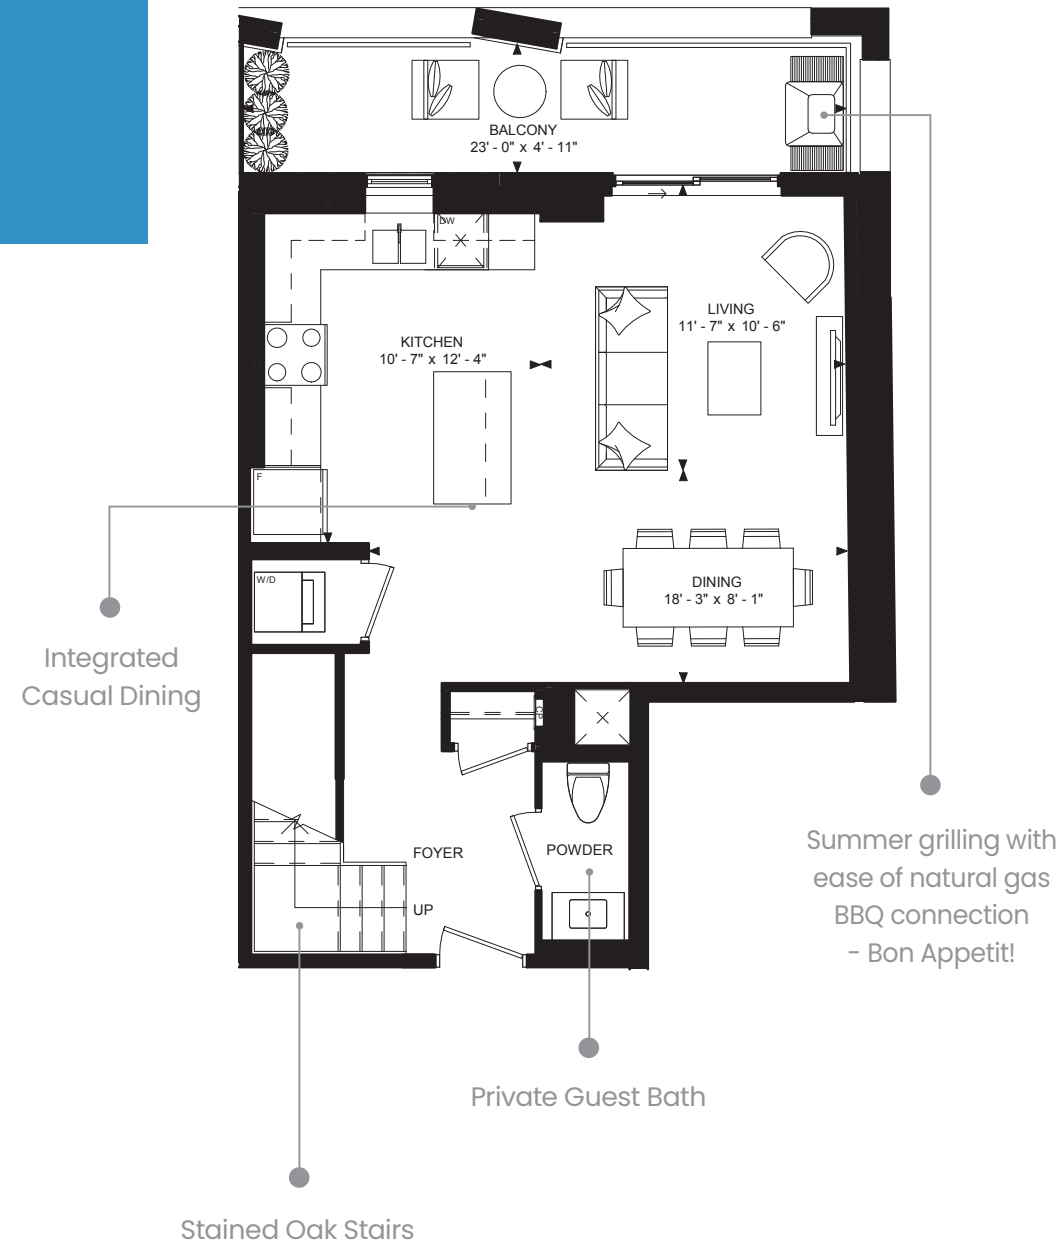 BALCONY
23' - 0" x 4' - 11"
DW
LIVING
11' - 7" x 10' - 6"
KITCHEN
10' - 7" x 12' - 4"
F
W/D
DINING
18' - 3" x 8' - 1"
Integrated
Casual Dining
CP
FOYER
POWDER
UP
Summer grilling with
ease of natural gas
BBQ connection
- Bon Appetit!
Private Guest Bath
Stained Oak Stairs